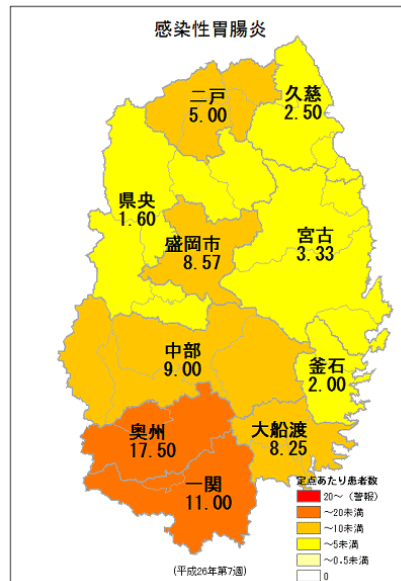 感染性胃腸炎
二戸
5.00
久慈
2.50
県央
1.60
盛岡市
8.57
宮古
3.33
中部
9.00
釜石
2.00
奥州
17.50
大船渡
8.25
一関
11.00
定点あたり患者数
20～（警報）
～20未満
～10未満
～5未満
～0.5未満
0
(平成26年第7週)